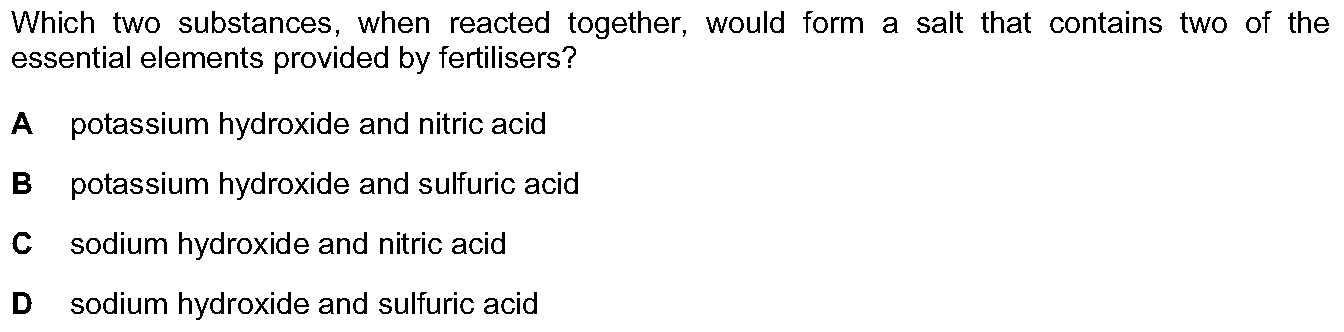 Which two substances, when reacted together, would form a salt that contains two of the
essential elements provided by fertilisers?
A potassium hydroxide and nitric acid
B potassium hydroxide and sulfuric acid
C sodium hydroxide and nitric acid
D sodium hydroxide and sulfuric acid